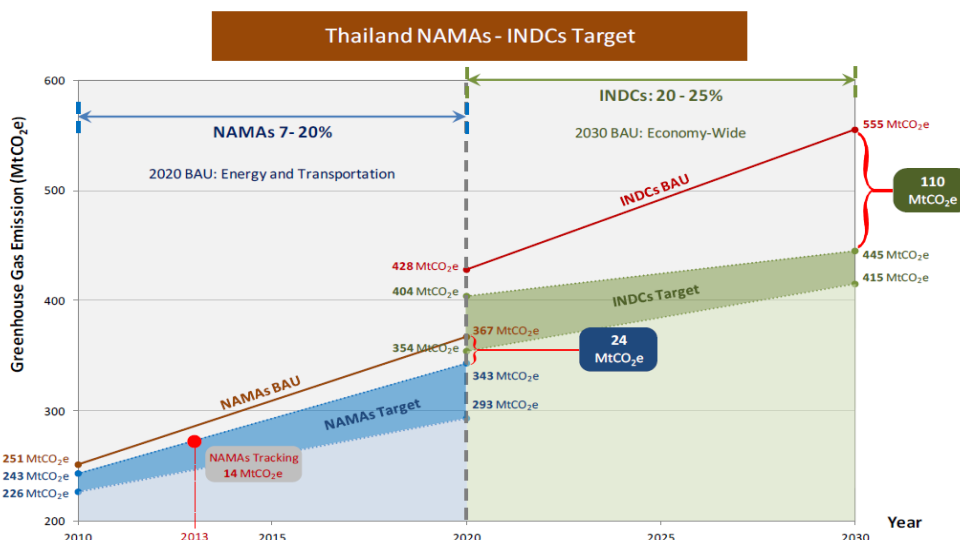 Thailand NAMAs - INDCs Target
Greenhouse Gas Emission (MtCO₂e)
600
500
400
300
200
NAMAs 7- 20%
2020 BAU: Energy and Transportation
INDCs: 20 - 25%
2030 BAU: Economy-Wide
INDCs BAU
555 MtCO₂e
110
MtCO₂e
445 MtCO₂e
415 MtCO₂e
428 MtCO₂e
404 MtCO₂e
INDCs Target
367 MtCO₂e
354 MtCO₂e
24
MtCO₂e
343 MtCO₂e
293 MtCO₂e
NAMAs BAU
NAMAs Target
NAMAs Tracking
14 MtCO₂e
251 MtCO₂e
243 MtCO₂e
226 MtCO₂e
2010
2013
2015
2020
2025
2030
Year